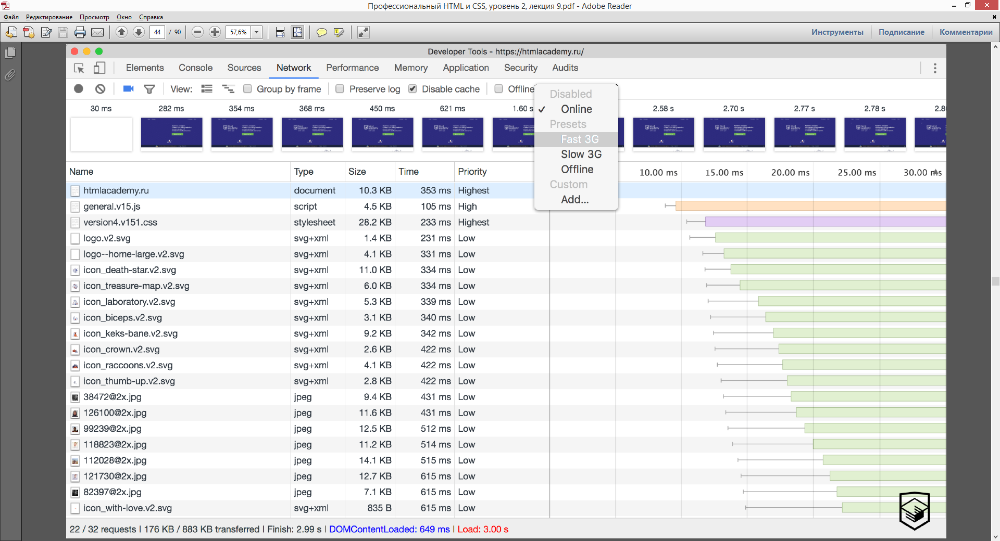 Профессиональный HTML и CSS, уровень 2, лекция 9.pdf - Adobe Reader
Файл Редактирование Просмотр Окно Справка
44 / 90 57,6% Инструменты Подписание Комментарии
Developer Tools - https://htmlacademy.ru/
Elements Console Sources Network Performance Memory Application Security Audits
View: Group by frame Preserve log Disable cache Offline
Disabled
Online
Presets
Fast 3G
Slow 3G
Offline
Custom
Add...
30 ms 282 ms 354 ms 368 ms 450 ms 621 ms 1.60 s 2.58 s 2.70 s 2.77 s 2.78 s
Name Type Size Time Priority 10.00 ms 15.00 ms 20.00 ms 25.00 ms 30.00 ms
htmlacademy.ru document 10.3 KB 353 ms Highest
general.v15.js script 4.5 KB 105 ms High
version4.v151.css stylesheet 28.2 KB 233 ms Highest
logo.v2.svg svg+xml 1.4 KB 231 ms Low
logo--home-large.v2.svg svg+xml 4.1 KB 331 ms Low
icon_death-star.v2.svg svg+xml 11.0 KB 334 ms Low
icon_treasure-map.v2.svg svg+xml 6.0 KB 334 ms Low
icon_laboratory.v2.svg svg+xml 5.3 KB 339 ms Low
icon_biceps.v2.svg svg+xml 3.1 KB 340 ms Low
icon_keks-bane.v2.svg svg+xml 9.2 KB 342 ms Low
icon_crown.v2.svg svg+xml 2.6 KB 422 ms Low
icon_raccoons.v2.svg svg+xml 4.1 KB 422 ms Low
icon_thumb-up.v2.svg svg+xml 2.8 KB 422 ms Low
38472@2x.jpg jpeg 9.4 KB 431 ms Low
126100@2x.jpg jpeg 11.6 KB 431 ms Low
99239@2x.jpg jpeg 12.5 KB 512 ms Low
118823@2x.jpg jpeg 11.2 KB 514 ms Low
112028@2x.jpg jpeg 14.1 KB 515 ms Low
121730@2x.jpg jpeg 12.7 KB 615 ms Low
82397@2x.jpg jpeg 7.1 KB 615 ms Low
icon_with-love.v2.svg svg+xml 835 B 615 ms Low
22 / 32 requests | 176 KB / 883 KB transferred | Finish: 2.99 s | DOMContentLoaded: 649 ms | Load: 3.00 s